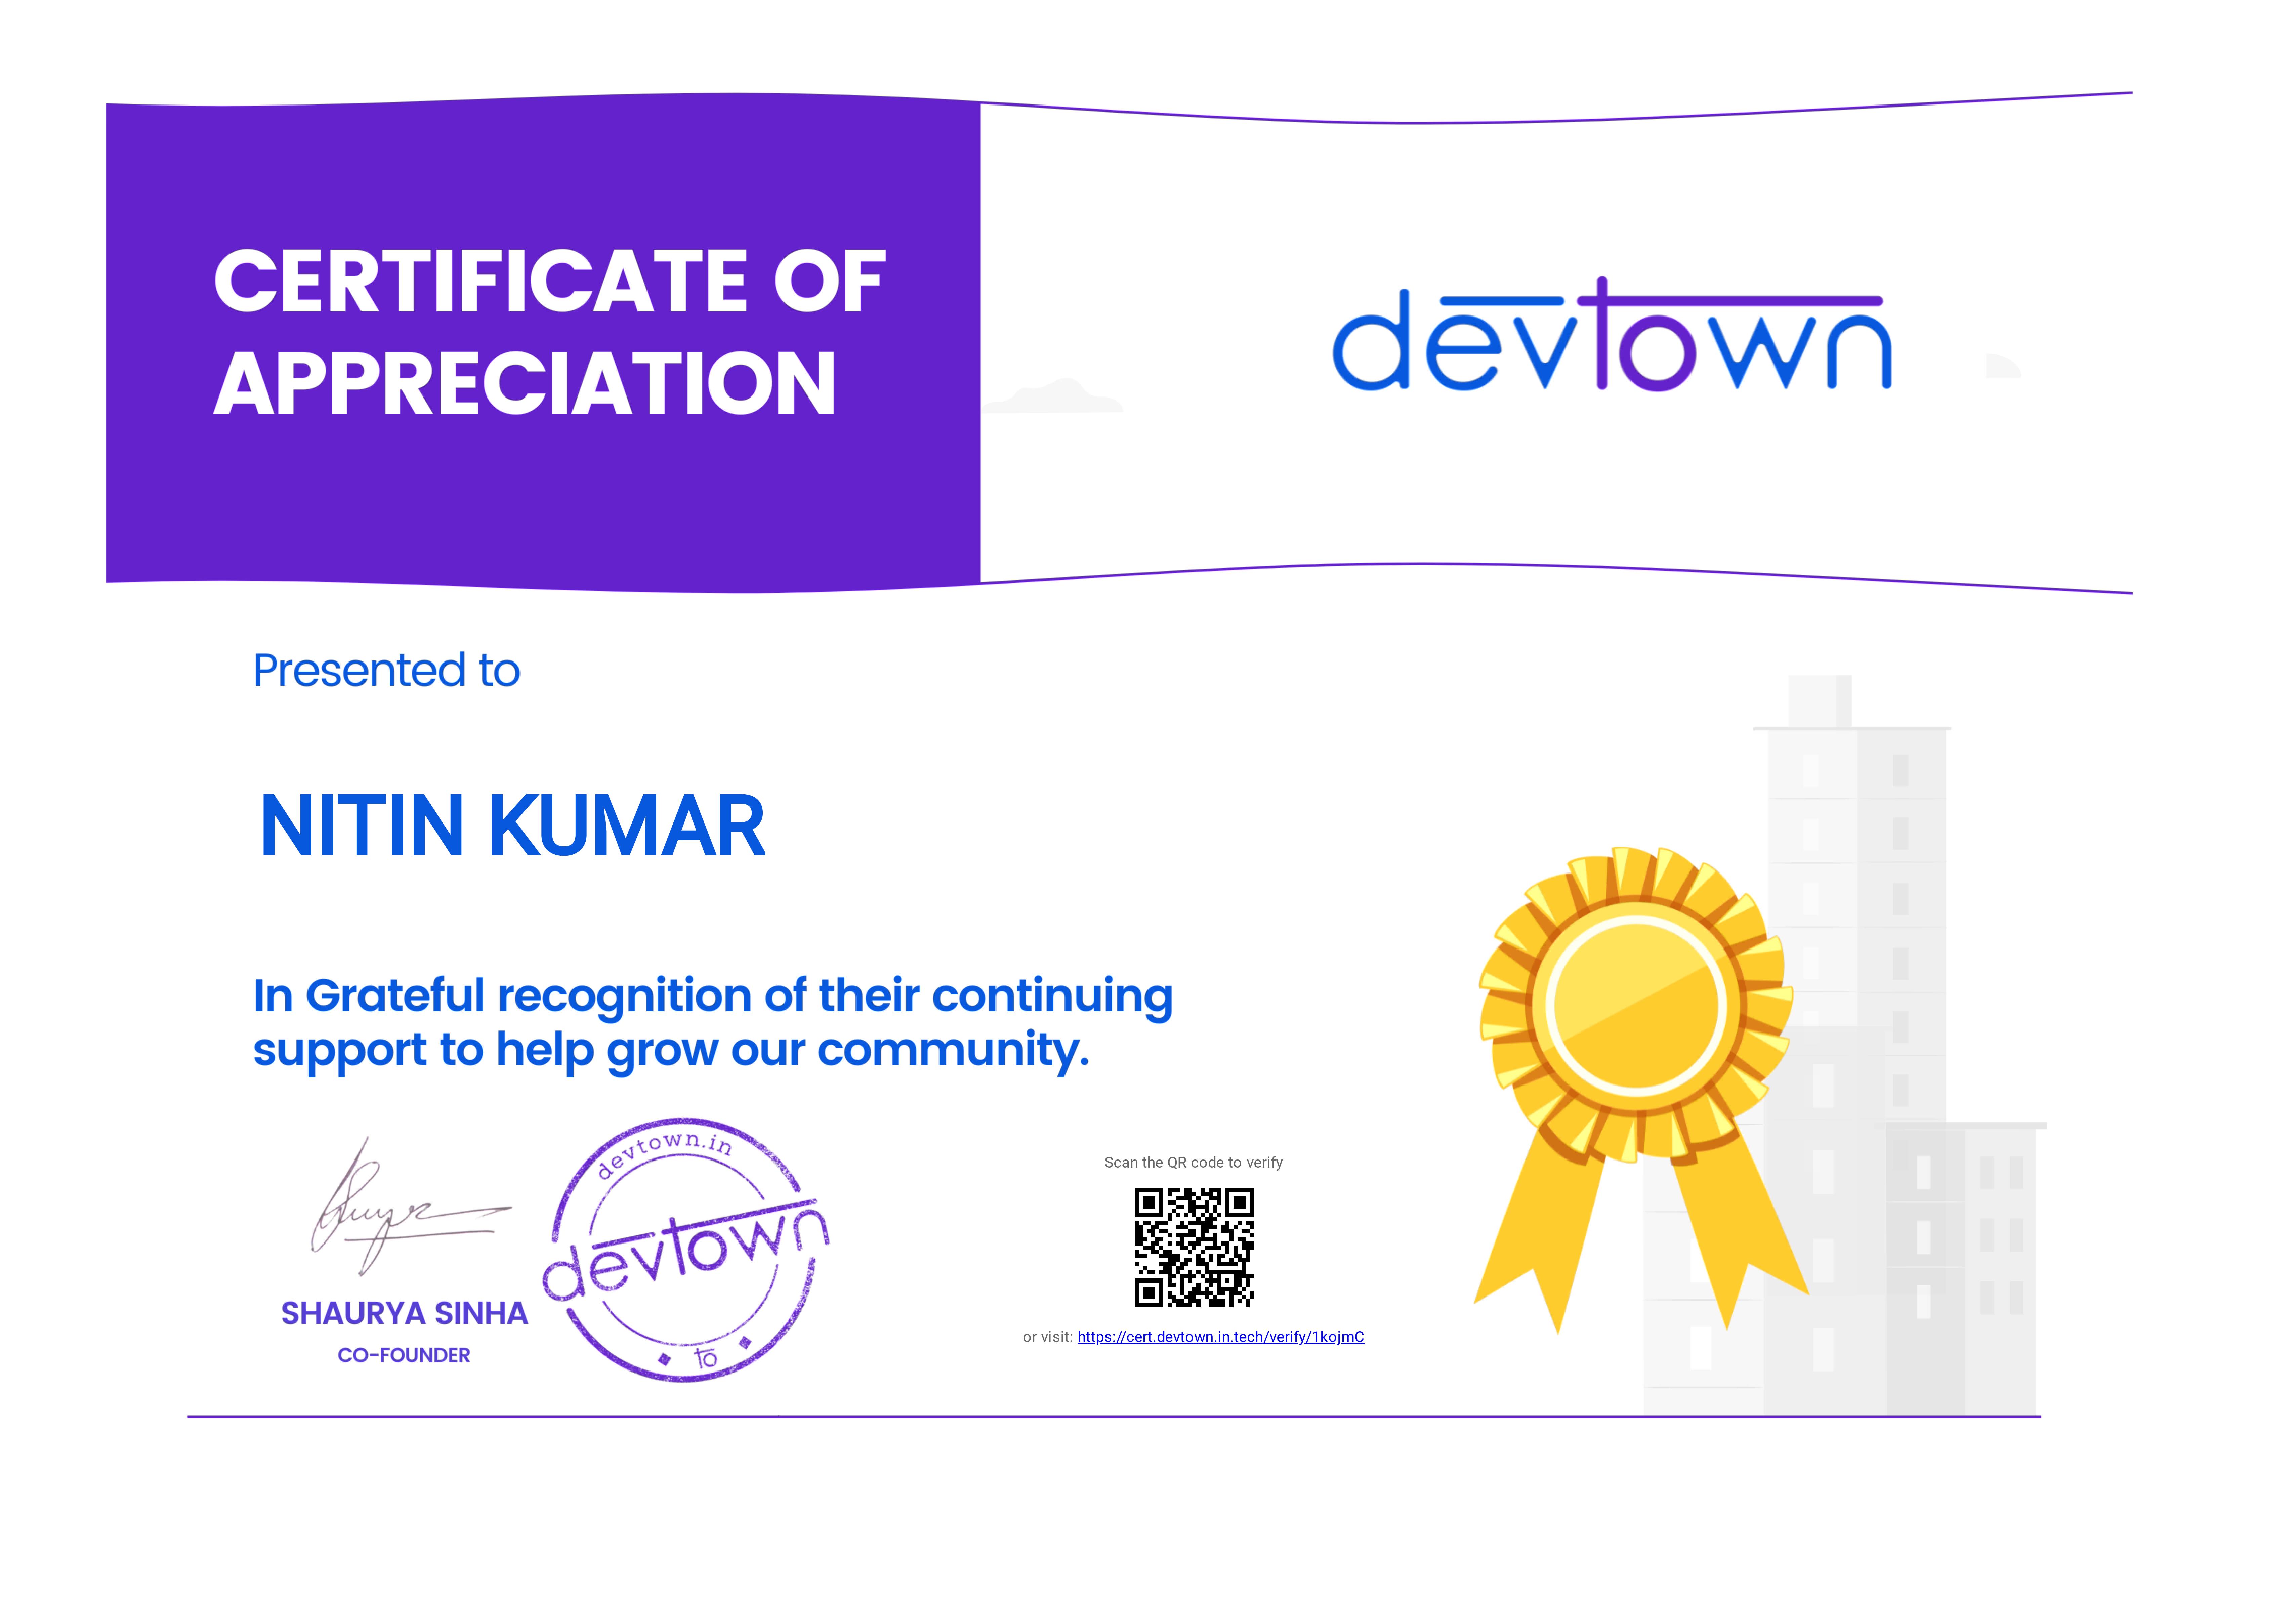 CERTIFICATE OF
APPRECIATION
devtown
Presented to
NITIN KUMAR
In Grateful recognition of their continuing
support to help grow our community.
SHAURYA SINHA
CO-FOUNDER
devtown.in
devtown
to
Scan the QR code to verify
or visit: https://cert.devtown.in.tech/verify/1kojmC